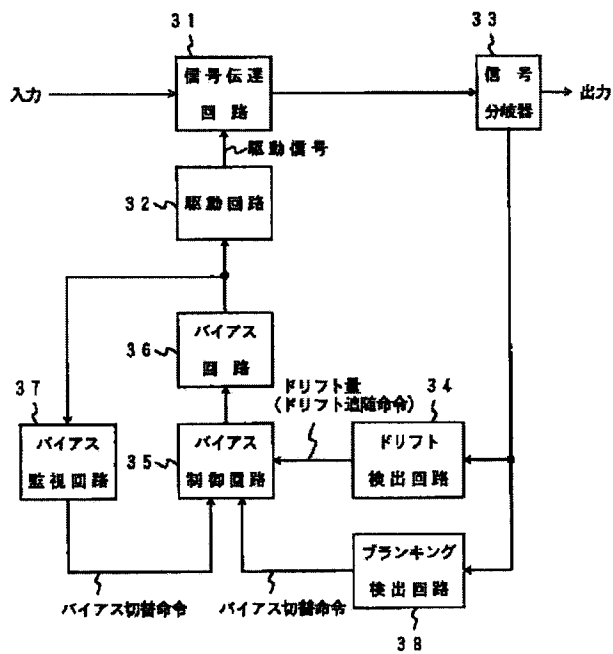 31
33
入力
信号伝達
回路
信号
分岐器
出力
駆動信号
32
駆動回路
36
バイアス
回路
37
バイアス
監視回路
35
バイアス
制御回路
ドリフト量
(ドリフト追随命令)
34
ドリフト
検出回路
ブランキング
検出回路
バイアス切替命令
バイアス切替命令
38